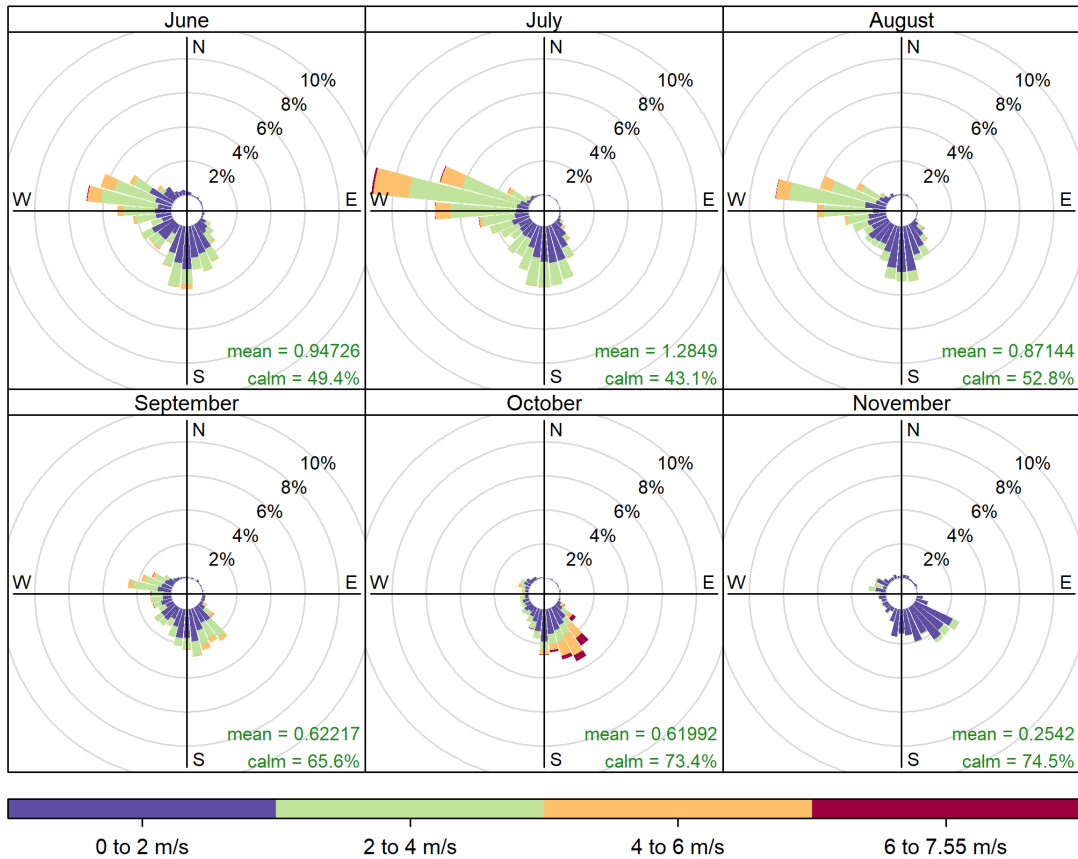 June
July
August
N
10%
8%
6%
4%
2%
W
E
S
mean = 0.94726
calm = 49.4%
N
10%
8%
6%
4%
2%
W
E
S
mean = 1.2849
calm = 43.1%
N
10%
8%
6%
4%
2%
W
E
S
mean = 0.87144
calm = 52.8%
September
October
November
N
10%
8%
6%
4%
2%
W
E
S
mean = 0.62217
calm = 65.6%
N
10%
8%
6%
4%
2%
W
E
S
mean = 0.61992
calm = 73.4%
N
10%
8%
6%
4%
2%
W
E
S
mean = 0.2542
calm = 74.5%
0 to 2 m/s
2 to 4 m/s
4 to 6 m/s
6 to 7.55 m/s